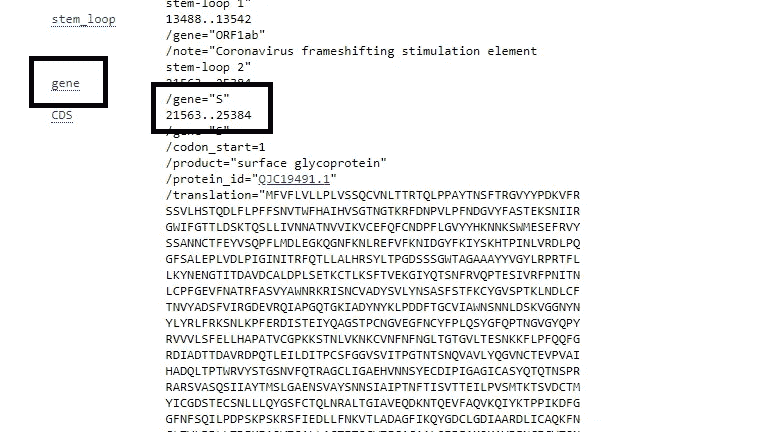 stem-loop 1"
stem_loop 13488..13542
/gene="ORF1ab"
/note="Coronavirus frameshifting stimulation element
stem-loop 2"
gene 21563..25384
/gene="S"
CDS 21563..25384
/gene="S"
/codon_start=1
/product="surface glycoprotein"
/protein_id="QJC19491.1"
/translation="MFVFLVLLPLVSSQCVNLTTRTQLPPAYTNSFTRGVYYPDKVFR
SSVLHSTQDLFLPFFSNVTWFHAIHVSGTNGTKRFDNPVLPFNDGVYFASTEKSNIIR
GWIFGTTLDSKTQSLLIVNNATNVVIKVCEFQFCNDPFLGVYYHKNNKSWMESEFRVY
SSANNCTFEYVSQPFLMDLEGKQGNFKNLREFVFKNIDGYFKIYSKHTPINLVRDLPQ
GFSALEPLVDLPIGINITRFQTLLALHRSYLTPGDSSSGWTAGAAAYYVGYLRPRTFL
LKYNENGTITDAVDCALDPLSETKCTLKSFTVEKGIYQTSNFRVQPTESIVRFPNITN
LCPFGEVFNATRFASVYAWNRKRISNCVADYSVLYNSASFSTFKCYGVSPTKLNDLCF
TNVYADSFVIRGDEVRQIAPGQTGKIADYNYKLPDDFTGCVIAWNSNNLDSKVGGNYN
YLYRLFRKSNLKPFERDISTEIYQAGSTPCNGVEGFNCYFPLQSYGFQPTNGVGYQPY
RVVVLSFELLHAPATVCGPKKSTNLVKNKCVNFNFNGLTGTGVLTESNKKFLPFQQFG
RDIADTTDAVRDPQTLEILDITPCSFGGVSVITPGTNTSNQVAVLYQGVNCTEVPVAI
HADQLTPTWRVYSTGSNVFQTRAGCLIGAEHVNNSYECDIPIGAGICASYQTQTNSPR
RARSVASQSIIAYTMSLGAENSVAYSNNSIAIPTNFTISVTTEILPVSMTKTSVDCTM
YICGDSTECSNLLLQYGSFCTQLNRALTGIAVEQDKNTQEVFAQVKQIYKTPPIKDFG
GFNFSQILPDPSKPSKRSFIEDLLFNKVTLADAGFIKQYGDCLGDIAARDLICAQKFN